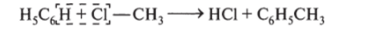 H₅C₆H + Cl—CH₃ ⟶ HCl + C₆H₅CH₃